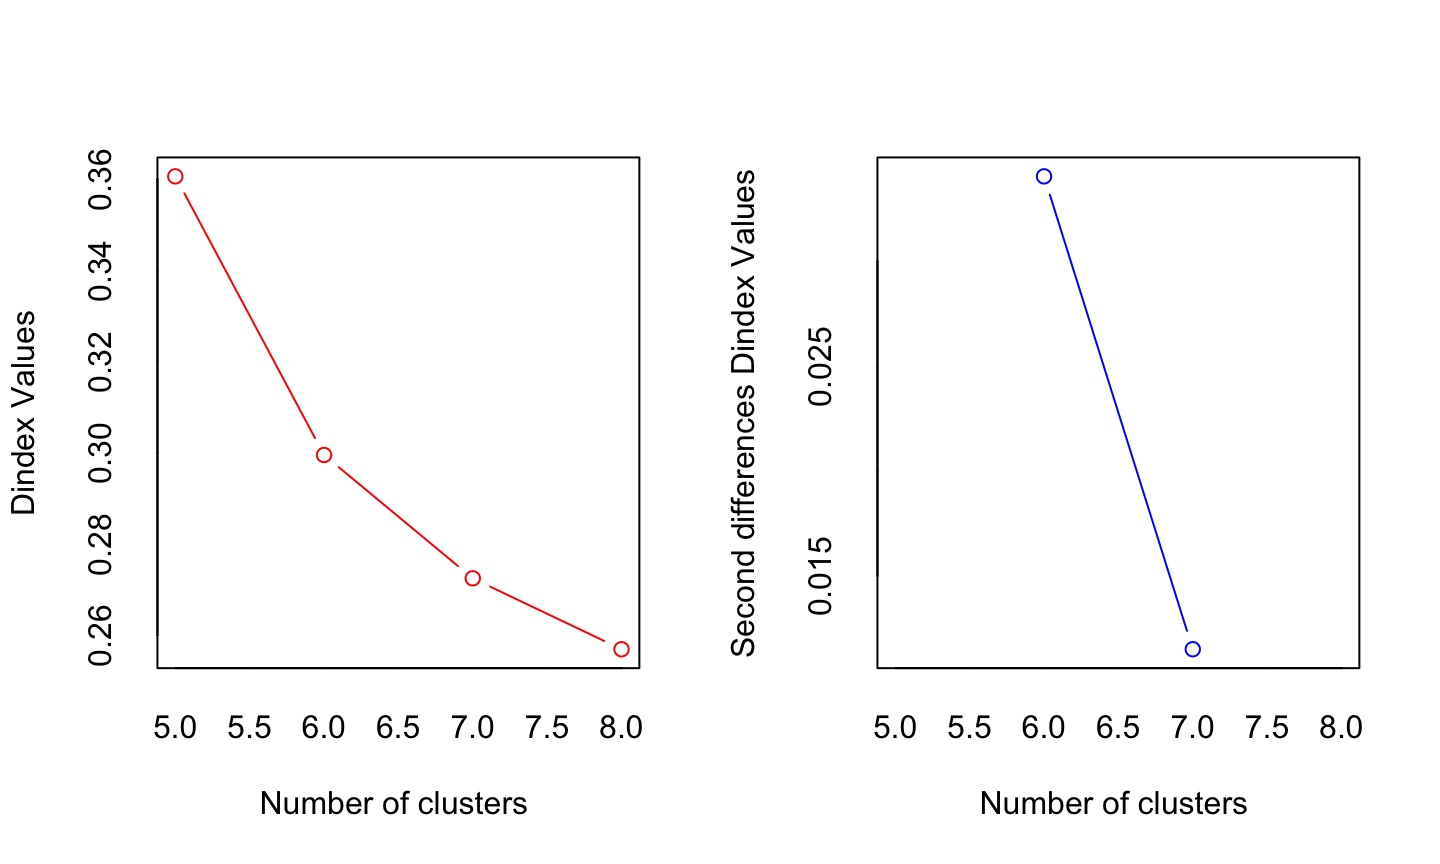 Dindex Values
0.36
0.34
0.32
0.30
0.28
0.26
5.0 5.5 6.0 6.5 7.0 7.5 8.0
Number of clusters
Second differences Dindex Values
0.025
0.015
5.0 5.5 6.0 6.5 7.0 7.5 8.0
Number of clusters